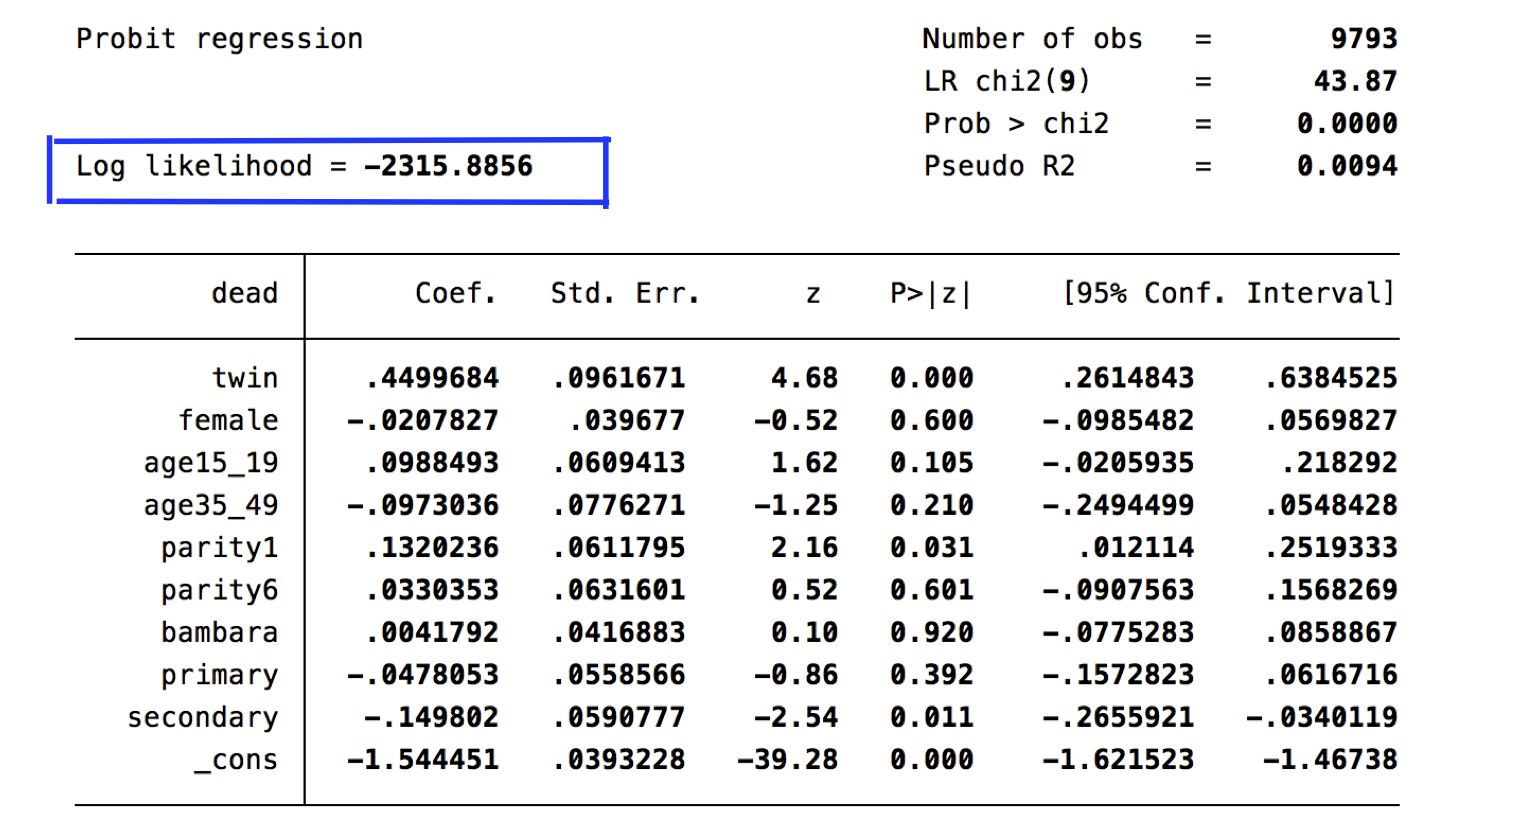 Probit regression Number of obs = 9793
LR chi2(9) = 43.87
Prob > chi2 = 0.0000
Log likelihood = -2315.8856 Pseudo R2 = 0.0094
dead Coef. Std. Err. z P>|z| [95% Conf. Interval]
twin .4499684 .0961671 4.68 0.000 .2614843 .6384525
female -.0207827 .039677 -0.52 0.600 -.0985482 .0569827
age15_19 .0988493 .0609413 1.62 0.105 -.0205935 .218292
age35_49 -.0973036 .0776271 -1.25 0.210 -.2494499 .0548428
parity1 .1320236 .0611795 2.16 0.031 .012114 .2519333
parity6 .0330353 .0631601 0.52 0.601 -.0907563 .1568269
bambara .0041792 .0416883 0.10 0.920 -.0775283 .0858867
primary -.0478053 .0558566 -0.86 0.392 -.1572823 .0616716
secondary -.149802 .0590777 -2.54 0.011 -.2655921 -.0340119
_cons -1.544451 .0393228 -39.28 0.000 -1.621523 -1.46738